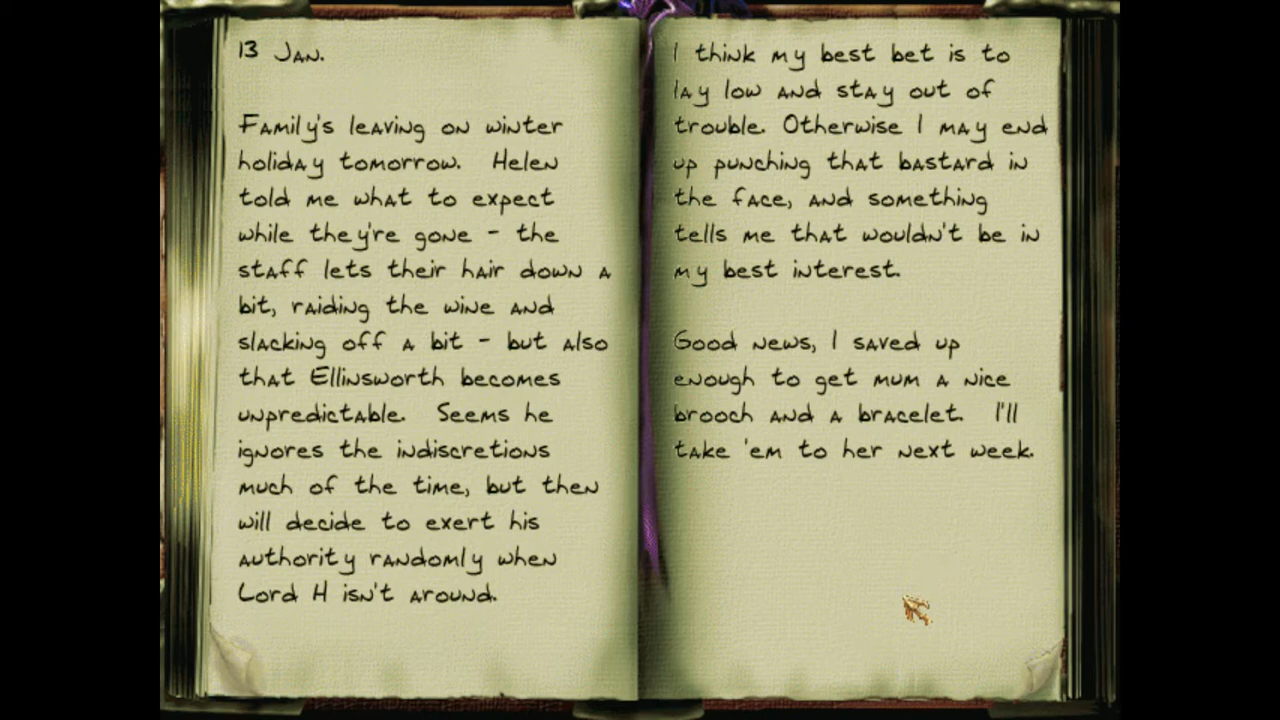 13 Jan.
Family's leaving on winter
holiday tomorrow. Helen
told me what to expect
while they're gone - the
staff lets their hair down a
bit, raiding the wine and
slacking off a bit - but also
that Ellinsworth becomes
unpredictable. Seems he
ignores the indiscretions
much of the time, but then
will decide to exert his
authority randomly when
Lord H isn't around.
I think my best bet is to
lay low and stay out of
trouble. Otherwise I may end
up punching that bastard in
the face, and something
tells me that wouldn't be in
my best interest.
Good news, I saved up
enough to get mum a nice
brooch and a bracelet. I'll
take 'em to her next week.